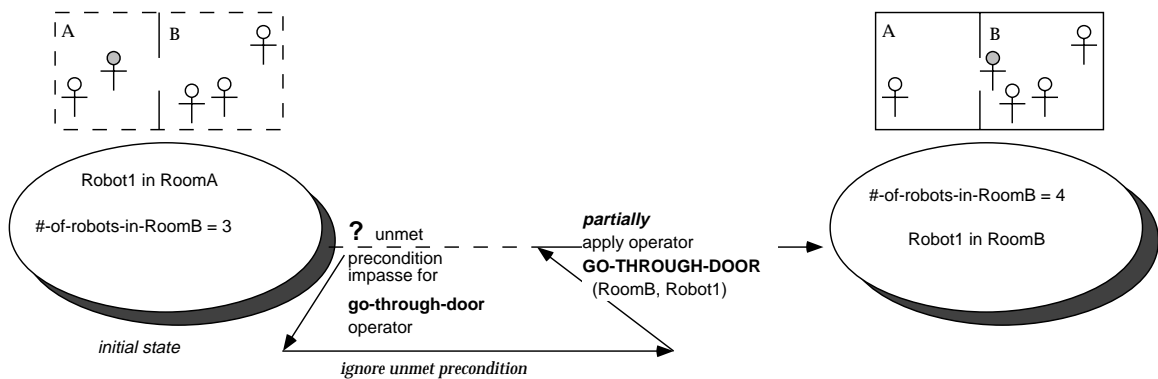 A B
A B
Robot1 in RoomA
#-of-robots-in-RoomB = 3
initial state
? unmet
precondition
impasse for
go-through-door
operator
ignore unmet precondition
partially
apply operator
GO-THROUGH-DOOR
(RoomB, Robot1)
#-of-robots-in-RoomB = 4
Robot1 in RoomB